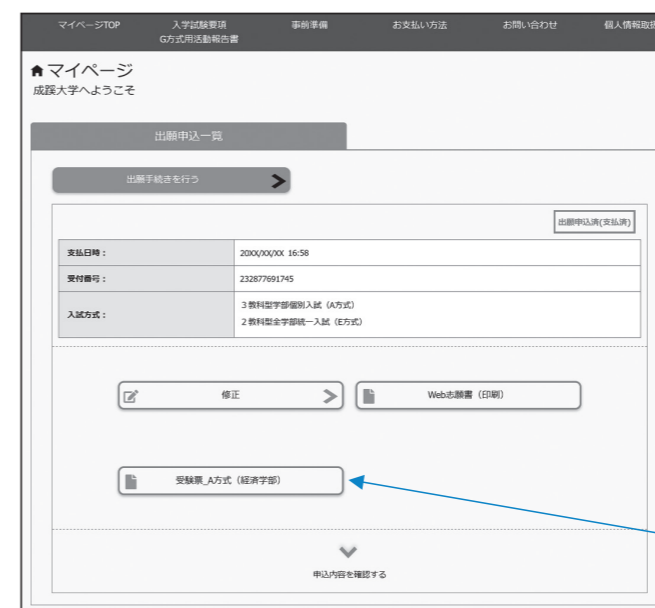 マイページTOP
入学試験要項
G方式用活動報告書
事前準備
お支払い方法
お問い合わせ
個人情報取扱
マイページ
成蹊大学へようこそ
出願申込一覧
出願手続きを行う
出願申込済(支払済)
支払日時： 20XX/XX/XX 16:58
受付番号： 232877691745
入試方式： 3教科型学部個別入試（A方式）
2教科型全学部統一入試（E方式）
修正
Web志願書（印刷）
受験票_A方式（経済学部）
申込内容を確認する